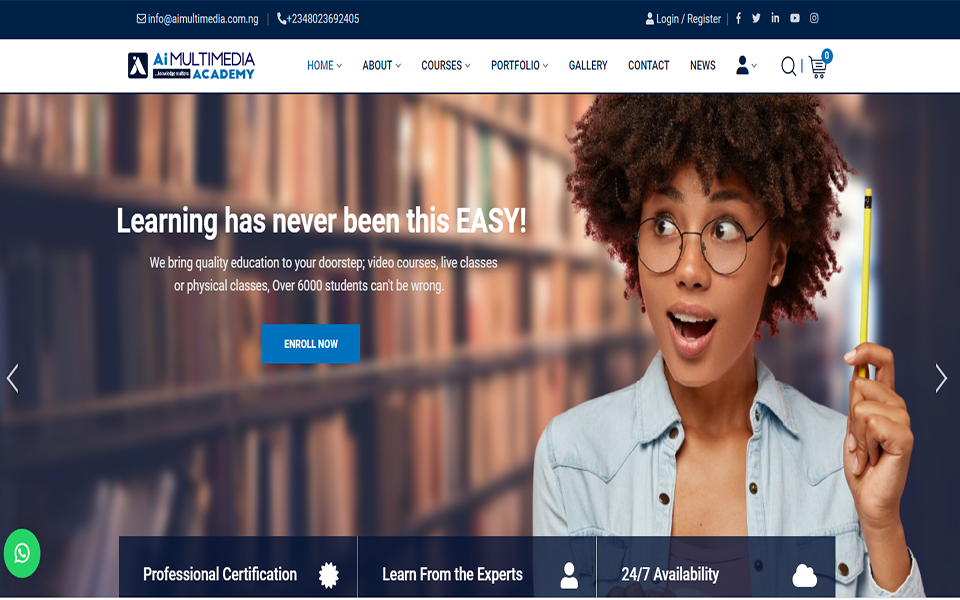 info@aimultimedia.com.ng
+2348023692405
Login / Register
Ai MULTIMEDIA
...knowledge matters ACADEMY
HOME ABOUT COURSES PORTFOLIO GALLERY CONTACT NEWS
0
Learning has never been this EASY!
We bring quality education to your doorstep; video courses, live classes
or physical classes, Over 6000 students can't be wrong.
ENROLL NOW
Professional Certification
Learn From the Experts
24/7 Availability